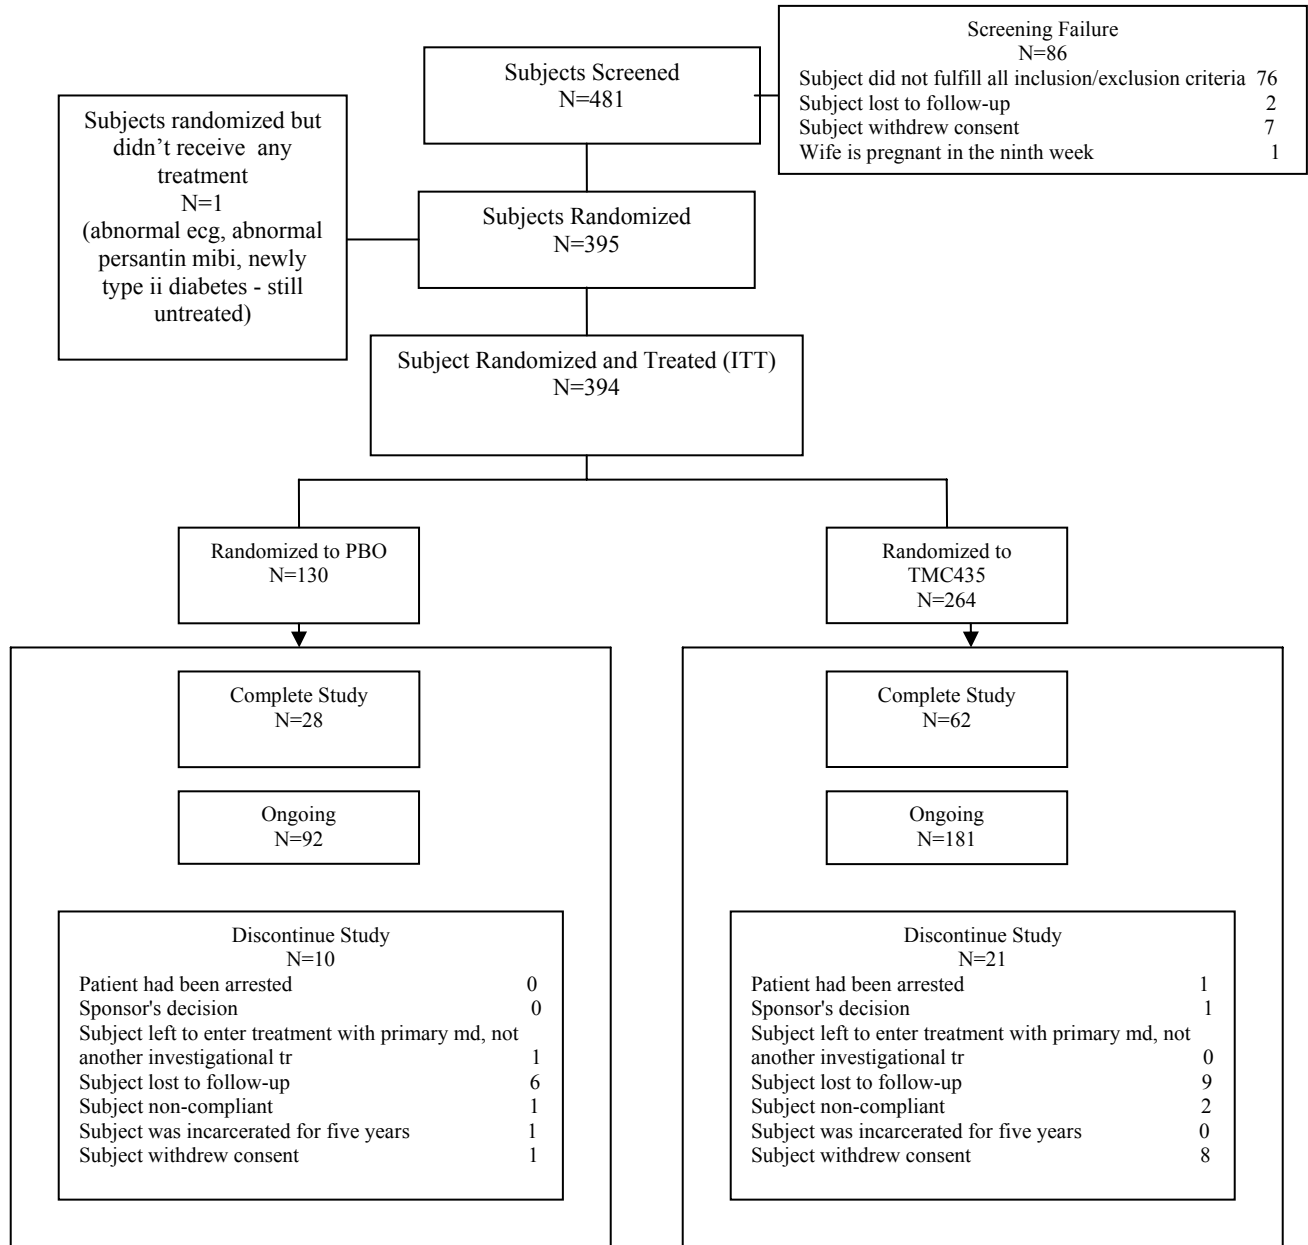 Screening Failure
N=86
Subject did not fulfill all inclusion/exclusion criteria 76
Subject lost to follow-up 2
Subject withdrew consent 7
Wife is pregnant in the ninth week 1
Subjects Screened
N=481
Subjects randomized but
didn't receive any
treatment
N=1
(abnormal ecg, abnormal
persantin mibi, newly
type ii diabetes - still
untreated)
Subjects Randomized
N=395
Subject Randomized and Treated (ITT)
N=394
Randomized to PBO
N=130
Randomized to
TMC435
N=264
Complete Study
N=28
Complete Study
N=62
Ongoing
N=92
Ongoing
N=181
Discontinue Study
N=10
Patient had been arrested 0
Sponsor's decision 0
Subject left to enter treatment with primary md, not
another investigational tr 1
Subject lost to follow-up 6
Subject non-compliant 1
Subject was incarcerated for five years 1
Subject withdrew consent 1
Discontinue Study
N=21
Patient had been arrested 1
Sponsor's decision 1
Subject left to enter treatment with primary md, not
another investigational tr 0
Subject lost to follow-up 9
Subject non-compliant 2
Subject was incarcerated for five years 0
Subject withdrew consent 8